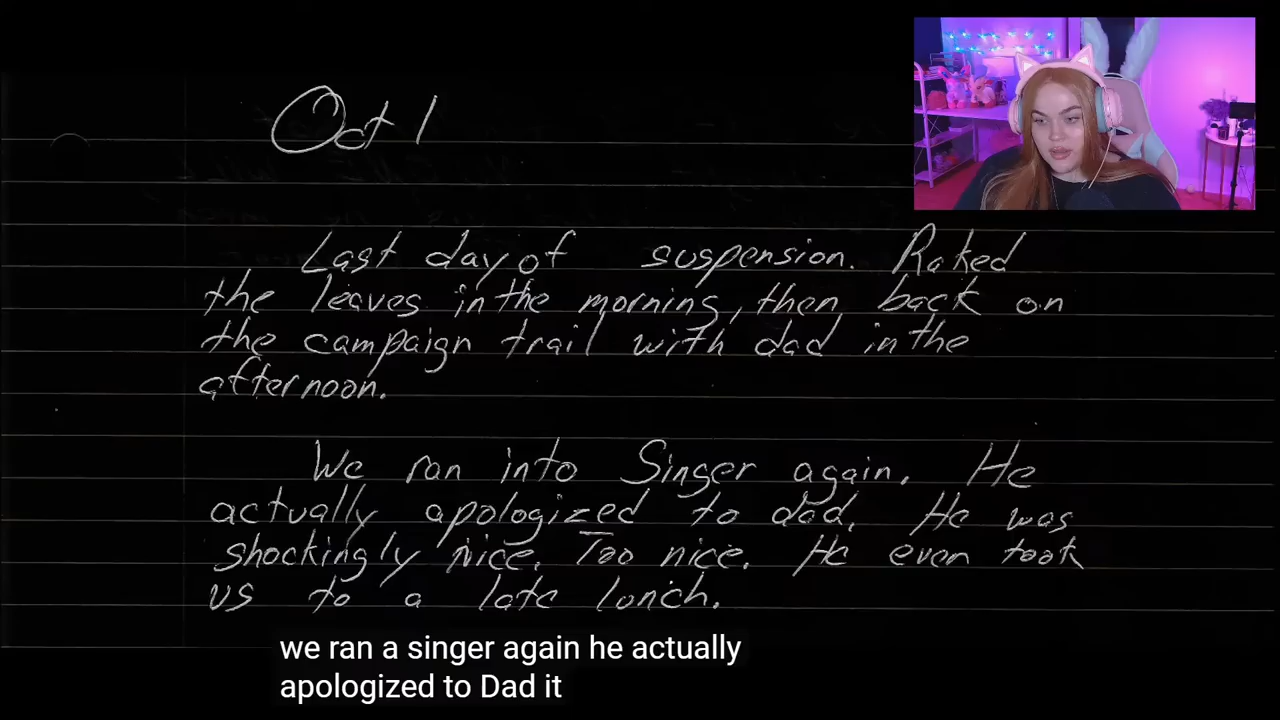 Oct 1
Last day of suspension. Raked
the leaves in the morning, then back on
the campaign trail with dad in the
afternoon.
We ran into Singer again. He
actually apologized to dad. He was
shockingly nice. Too nice. He even took
us to a late lunch.
we ran a singer again he actually
apologized to Dad it